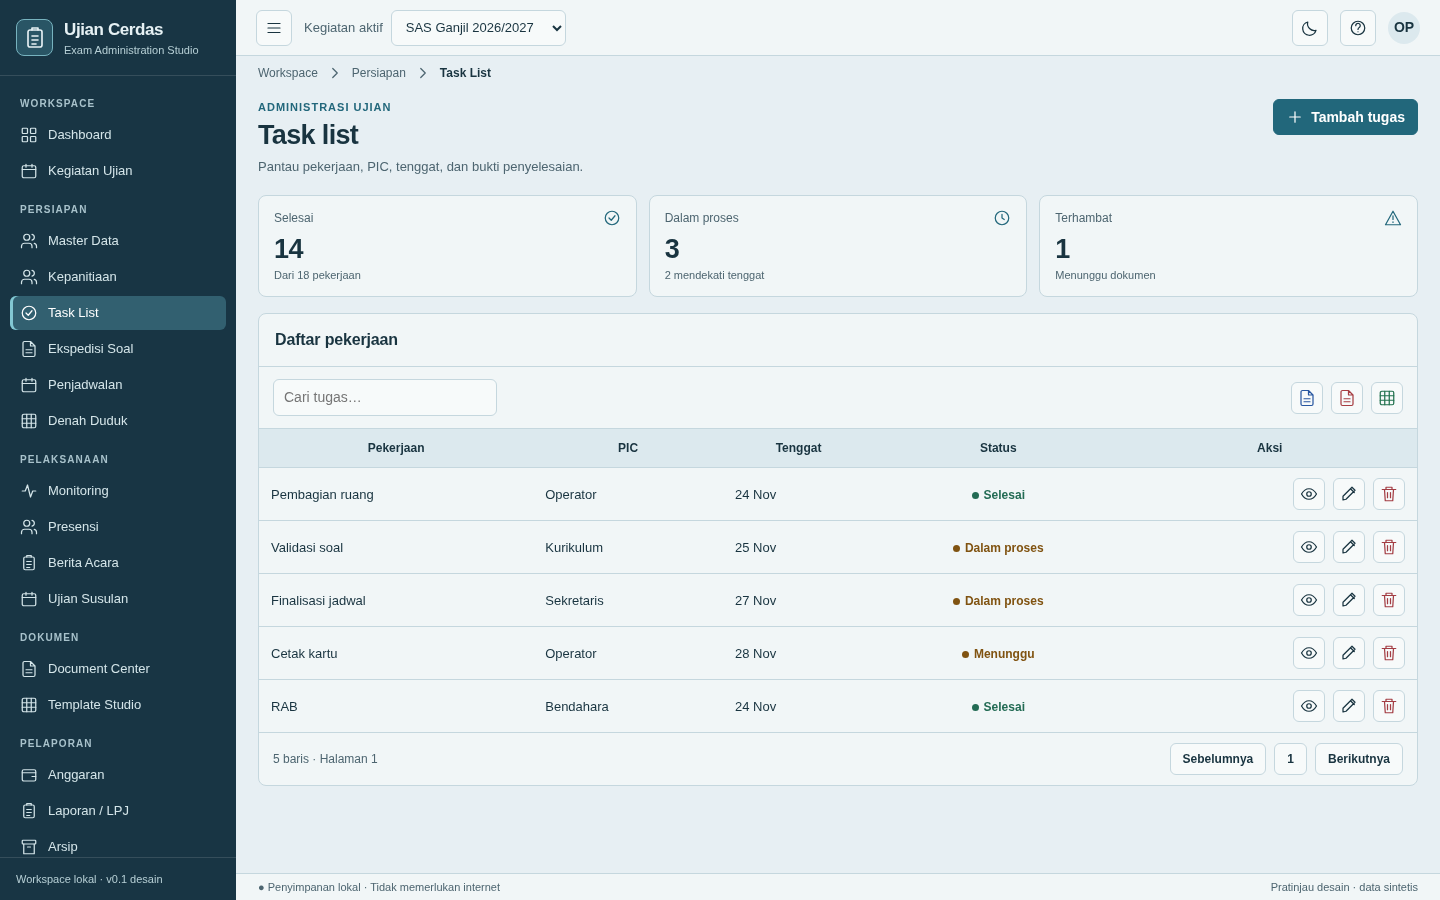 Ujian Cerdas
Exam Administration Studio
WORKSPACE
Dashboard
Kegiatan Ujian
PERSIAPAN
Master Data
Kepanitiaan
Task List
Ekspedisi Soal
Penjadwalan
Denah Duduk
PELAKSANAAN
Monitoring
Presensi
Berita Acara
Ujian Susulan
DOKUMEN
Document Center
Template Studio
PELAPORAN
Anggaran
Laporan / LPJ
Arsip
Workspace lokal · v0.1 desain
Kegiatan aktif SAS Ganjil 2026/2027 OP
Workspace Persiapan Task List
ADMINISTRASI UJIAN
Task list
Pantau pekerjaan, PIC, tenggat, dan bukti penyelesaian.
Tambah tugas
Selesai
14
Dari 18 pekerjaan
Dalam proses
3
2 mendekati tenggat
Terhambat
1
Menunggu dokumen
Daftar pekerjaan
Cari tugas…
Pekerjaan PIC Tenggat Status Aksi
Pembagian ruang Operator 24 Nov Selesai
Validasi soal Kurikulum 25 Nov Dalam proses
Finalisasi jadwal Sekretaris 27 Nov Dalam proses
Cetak kartu Operator 28 Nov Menunggu
RAB Bendahara 24 Nov Selesai
5 baris · Halaman 1 Sebelumnya 1 Berikutnya
● Penyimpanan lokal · Tidak memerlukan internet Pratinjau desain · data sintetis